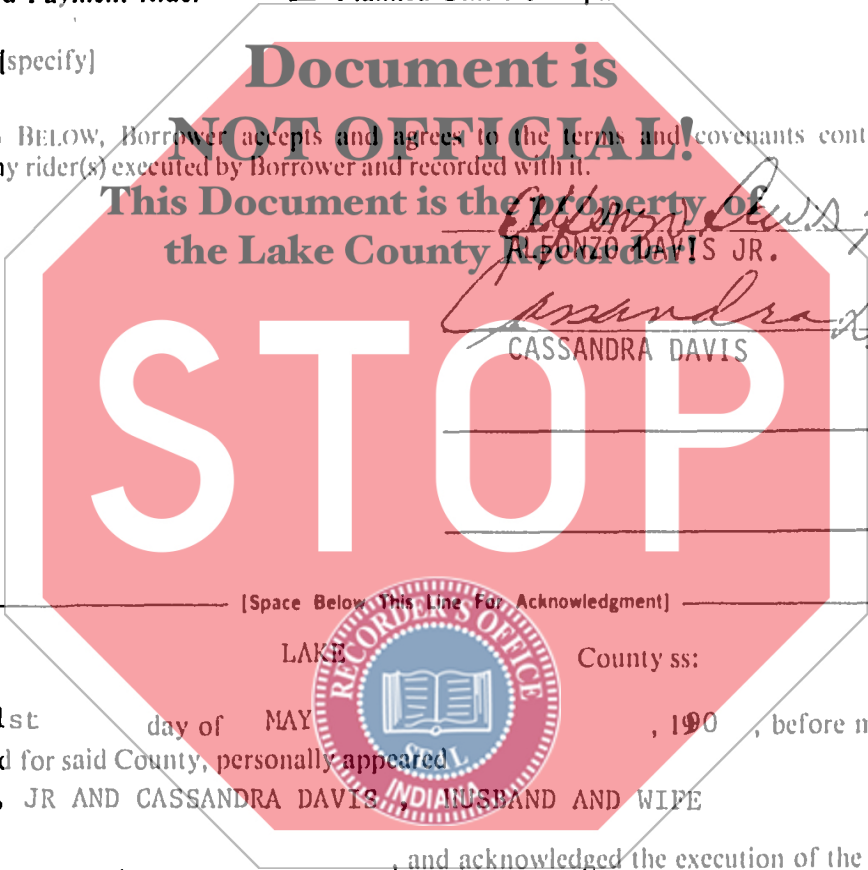 d Payment Rider
[specify]
Document is
BELOW, Borrower accepts and agrees to the terms and covenants cont
NOT OFFICIAL!
ny rider(s) executed by Borrower and recorded with it.
This Document is the property of
Alfonzo Davis
the Lake County Recorder!
ALFONZO DAVIS JR.
Cassandra
CASSANDRA DAVIS
STOP
[Space Below This Line For Acknowledgment]
RECORDER'S OFFICE
LAKE County ss:
1st day of MAY , 1990 , before m
d for said County, personally appeared
SEAL
, JR AND CASSANDRA DAVIS , HUSBAND AND WIFE
INDIANA
, and acknowledged the execution of the